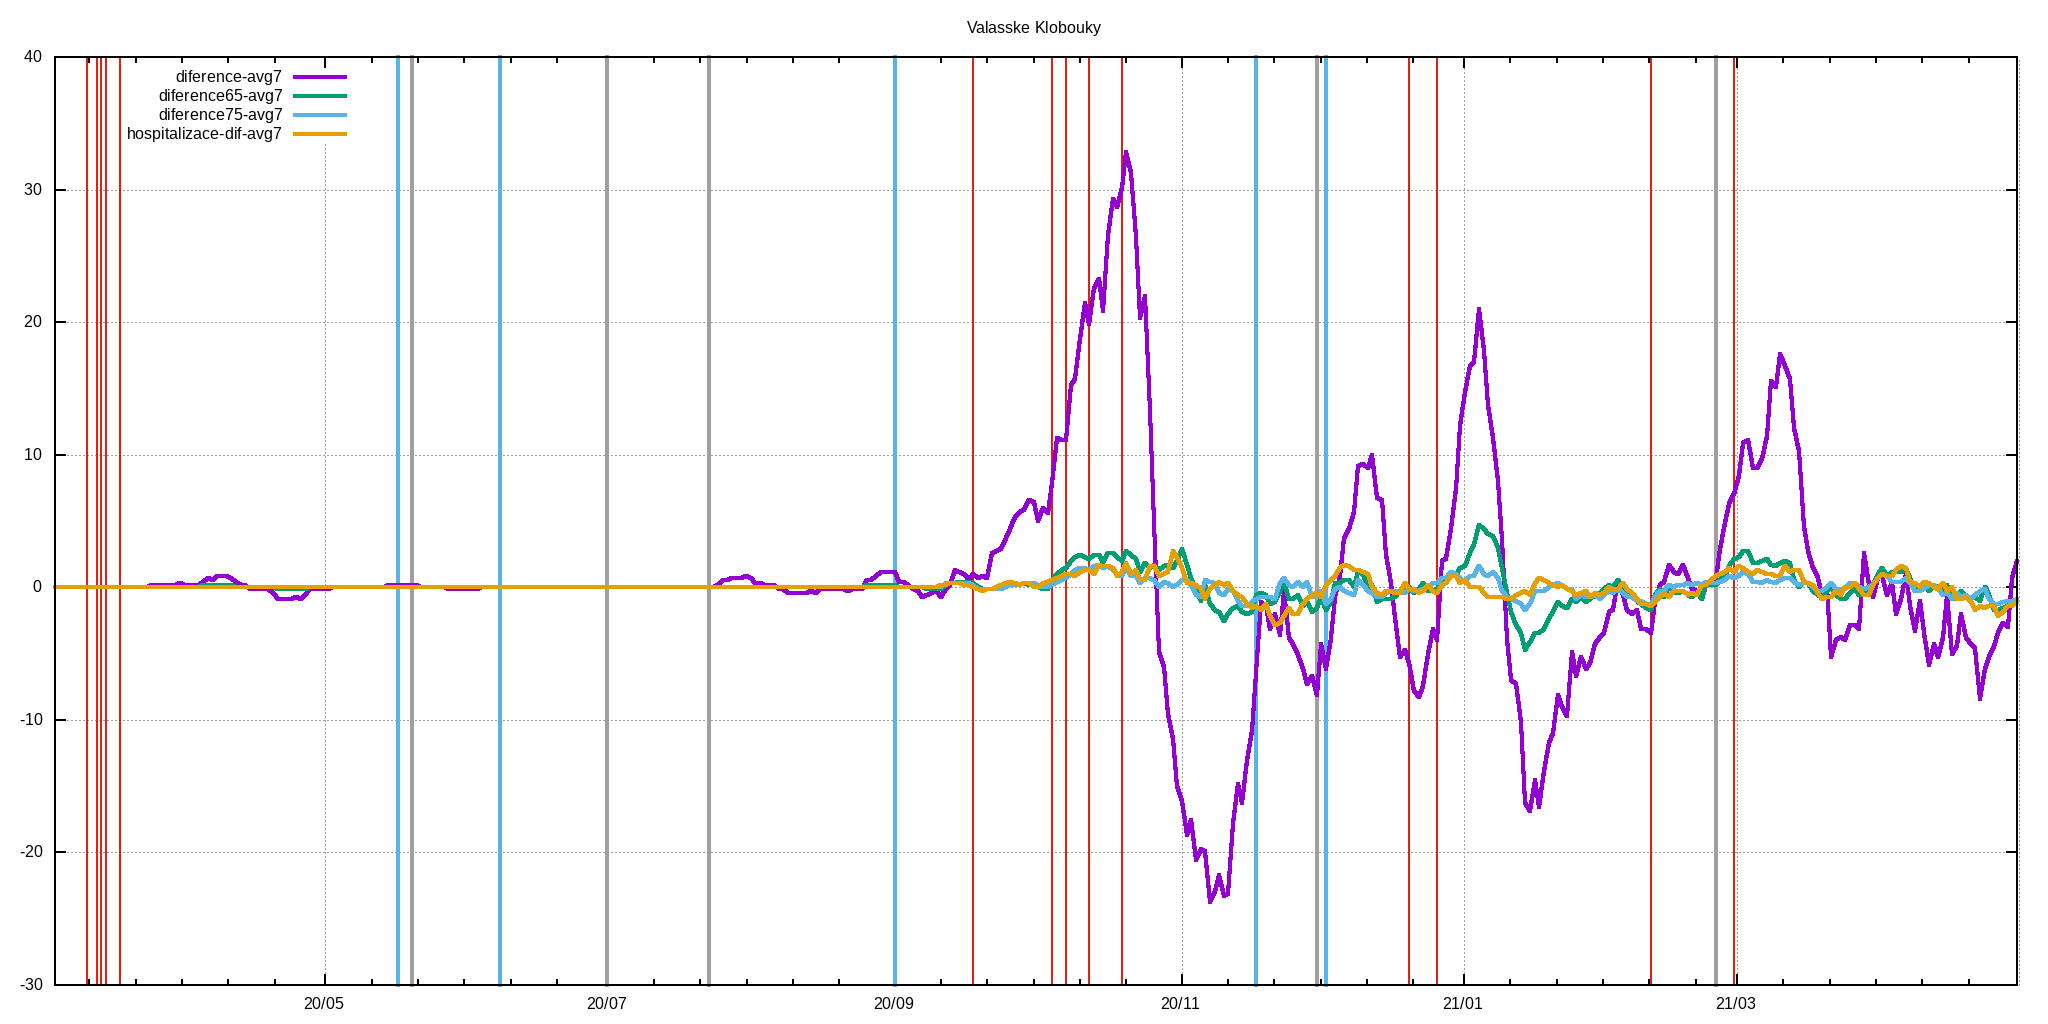 Valasske Klobouky
40
30
20
10
0
-10
-20
-30
diference-avg7
diference65-avg7
diference75-avg7
hospitalizace-dif-avg7
20/05
20/07
20/09
20/11
21/01
21/03